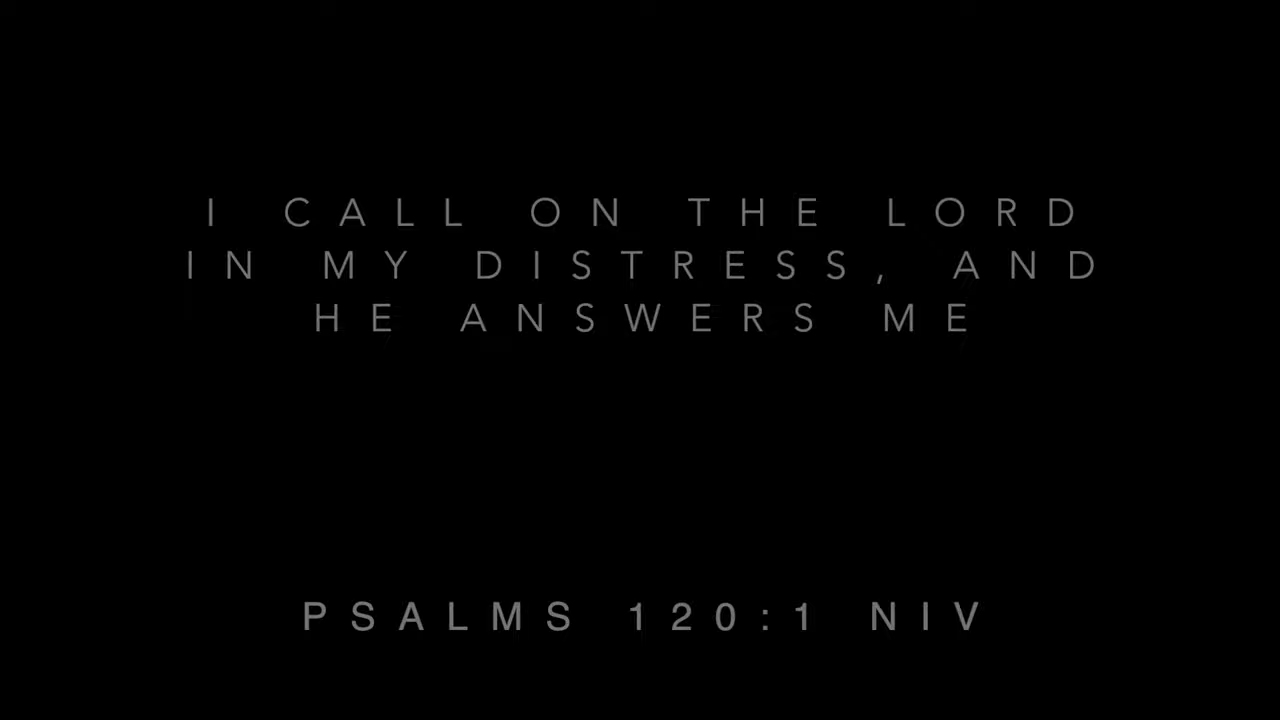 I CALL ON THE LORD
IN MY DISTRESS, AND
HE ANSWERS ME
PSALMS 120:1 NIV